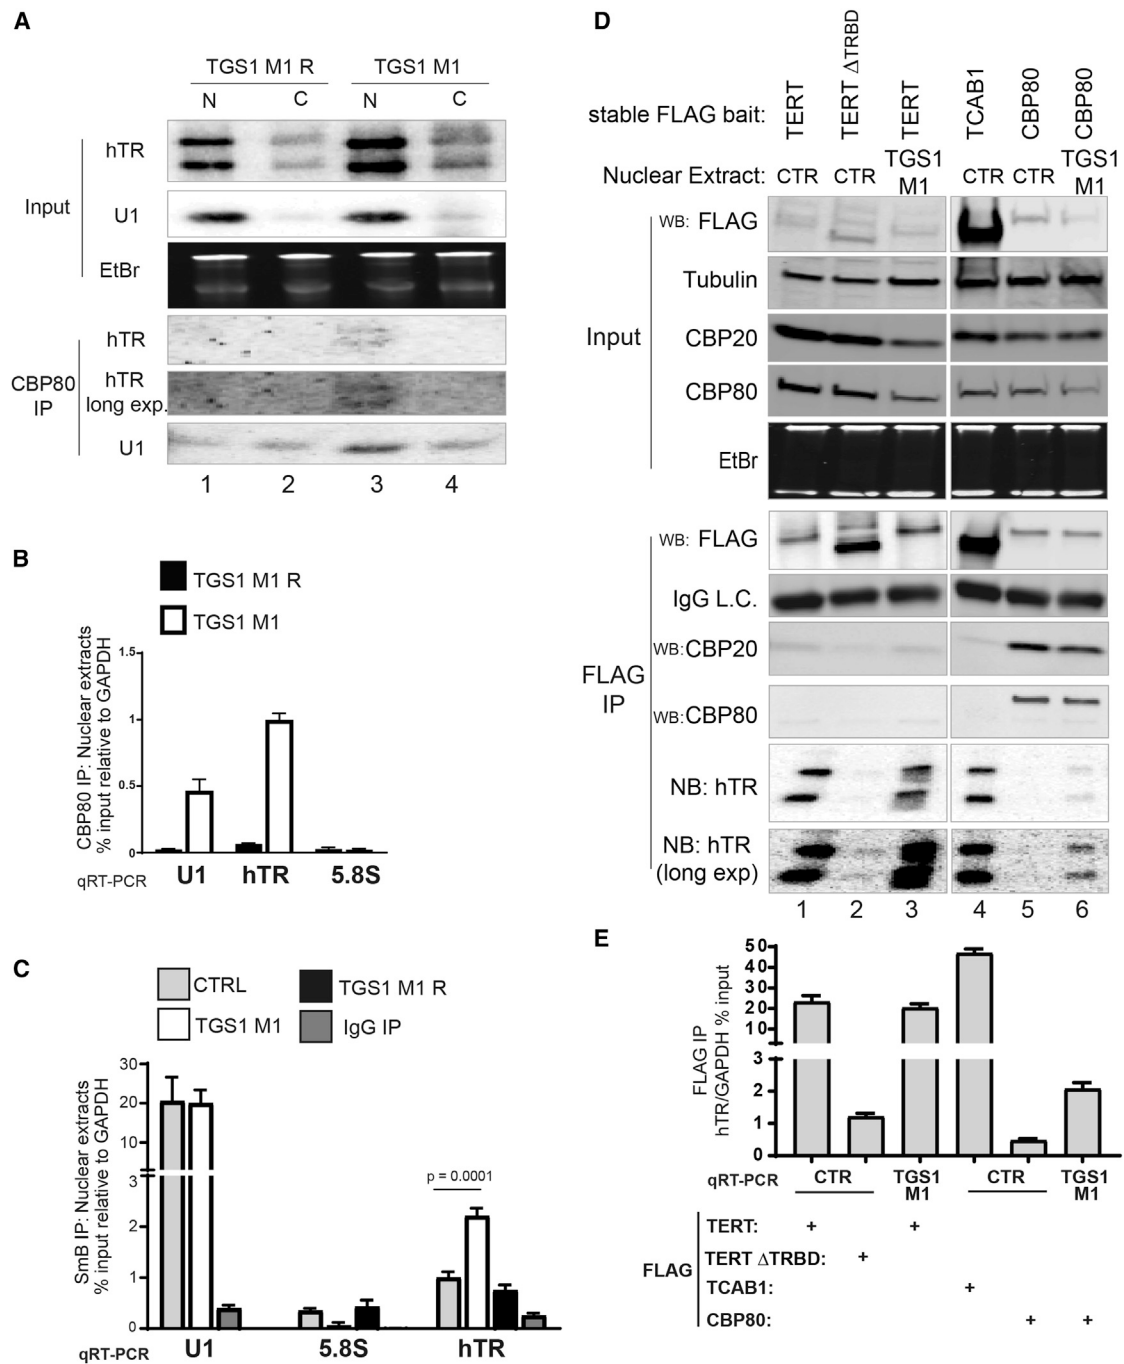 A
TGS1 M1 R
TGS1 M1
N
C
N
C
Input
hTR
U1
EtBr
CBP80
IP
hTR
hTR
long exp.
U1
1
2
3
4
B
TGS1 M1 R
TGS1 M1
CBP80 IP: Nuclear extracts
% input relative to GAPDH
1.5
1
0.5
0
qRT-PCR
U1
hTR
5.8S
C
CTRL
TGS1 M1 R
TGS1 M1
IgG IP
SmB IP: Nuclear extracts
% input relative to GAPDH
30
20
10
3
2
1
0
p = 0.0001
qRT-PCR
U1
5.8S
hTR
D
stable FLAG bait:
TERT
TERT ΔTRBD
TERT
TCAB1
CBP80
CBP80
Nuclear Extract:
CTR
CTR
TGS1
M1
CTR
CTR
TGS1
M1
Input
WB: FLAG
Tubulin
CBP20
CBP80
EtBr
FLAG
IP
WB: FLAG
IgG L.C.
WB:CBP20
WB:CBP80
NB: hTR
NB: hTR
(long exp)
1
2
3
4
5
6
E
FLAG IP
hTR/GAPDH % input
50
40
30
20
10
3
2
1
0
qRT-PCR
CTR
TGS1
M1
CTR
TGS1
M1
FLAG
TERT: + +
TERT ΔTRBD: +
TCAB1: +
CBP80: + +